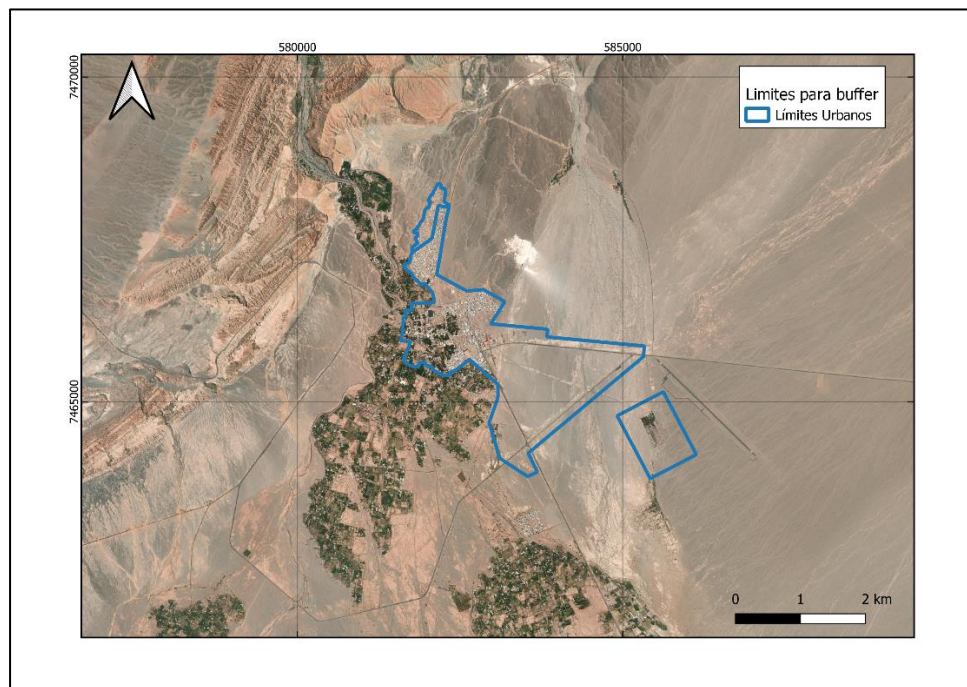 580000 585000
7470000
Limites para buffer
Límites Urbanos
7465000
0 1 2 km